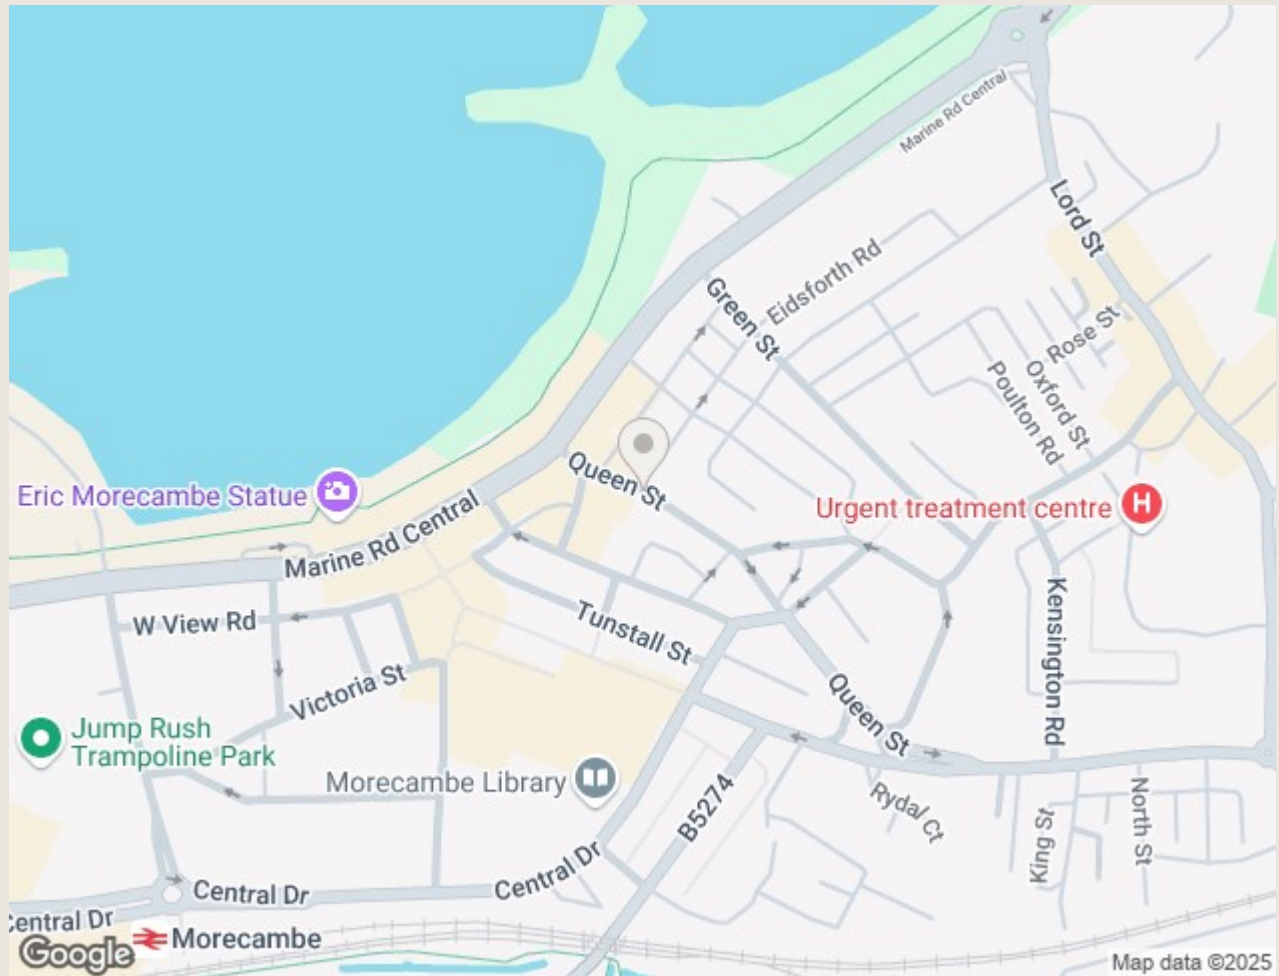 Marine Rd Central
Lord St
Eidsforth Rd
Green St
Rose St
Oxford St
Poulton Rd
Queen St
Eric Morecambe Statue
Urgent treatment centre
H
Marine Rd Central
W View Rd
Tunstall St
Kensington Rd
Victoria St
Queen St
Jump Rush
Trampoline Park
Morecambe Library
B5274
Rydal Ct
King St
North St
Central Dr
Central Dr
Central Dr
Morecambe
Google
Map data ©2025